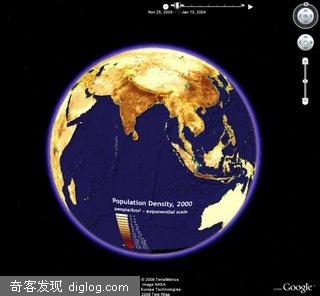 Nov 25, 2003 -- Jan 13, 2004
Population Density, 2000
people/km² - exponential scale
© 2006 TerraMetrics
Image NASA
Europa Technologies
2006 Tele Atlas
Google
奇客发现 diglog.com